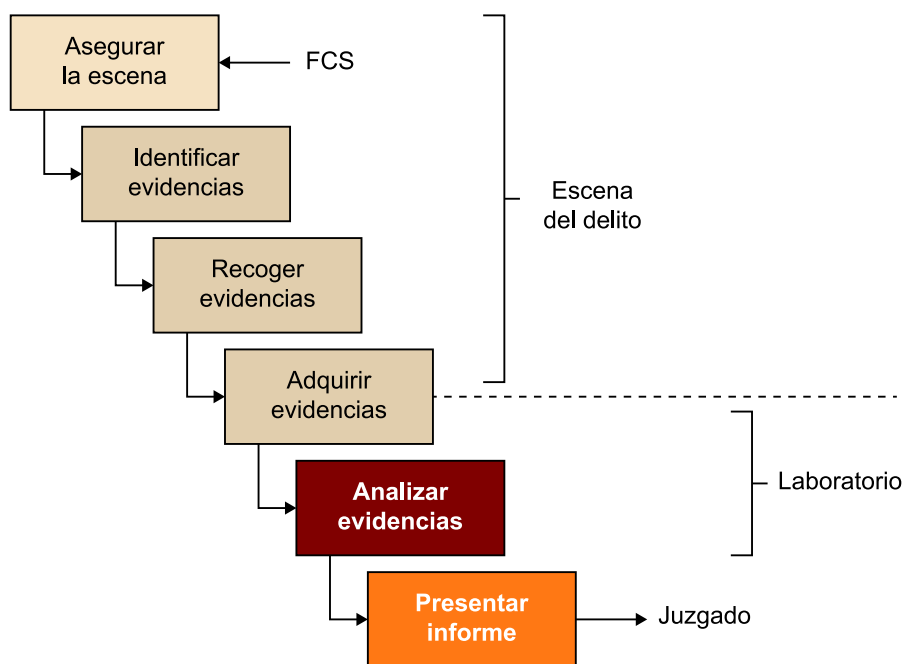 Asegurar
la escena
FCS
Identificar
evidencias
Escena
del delito
Recoger
evidencias
Adquirir
evidencias
Analizar
evidencias
Laboratorio
Presentar
informe
Juzgado